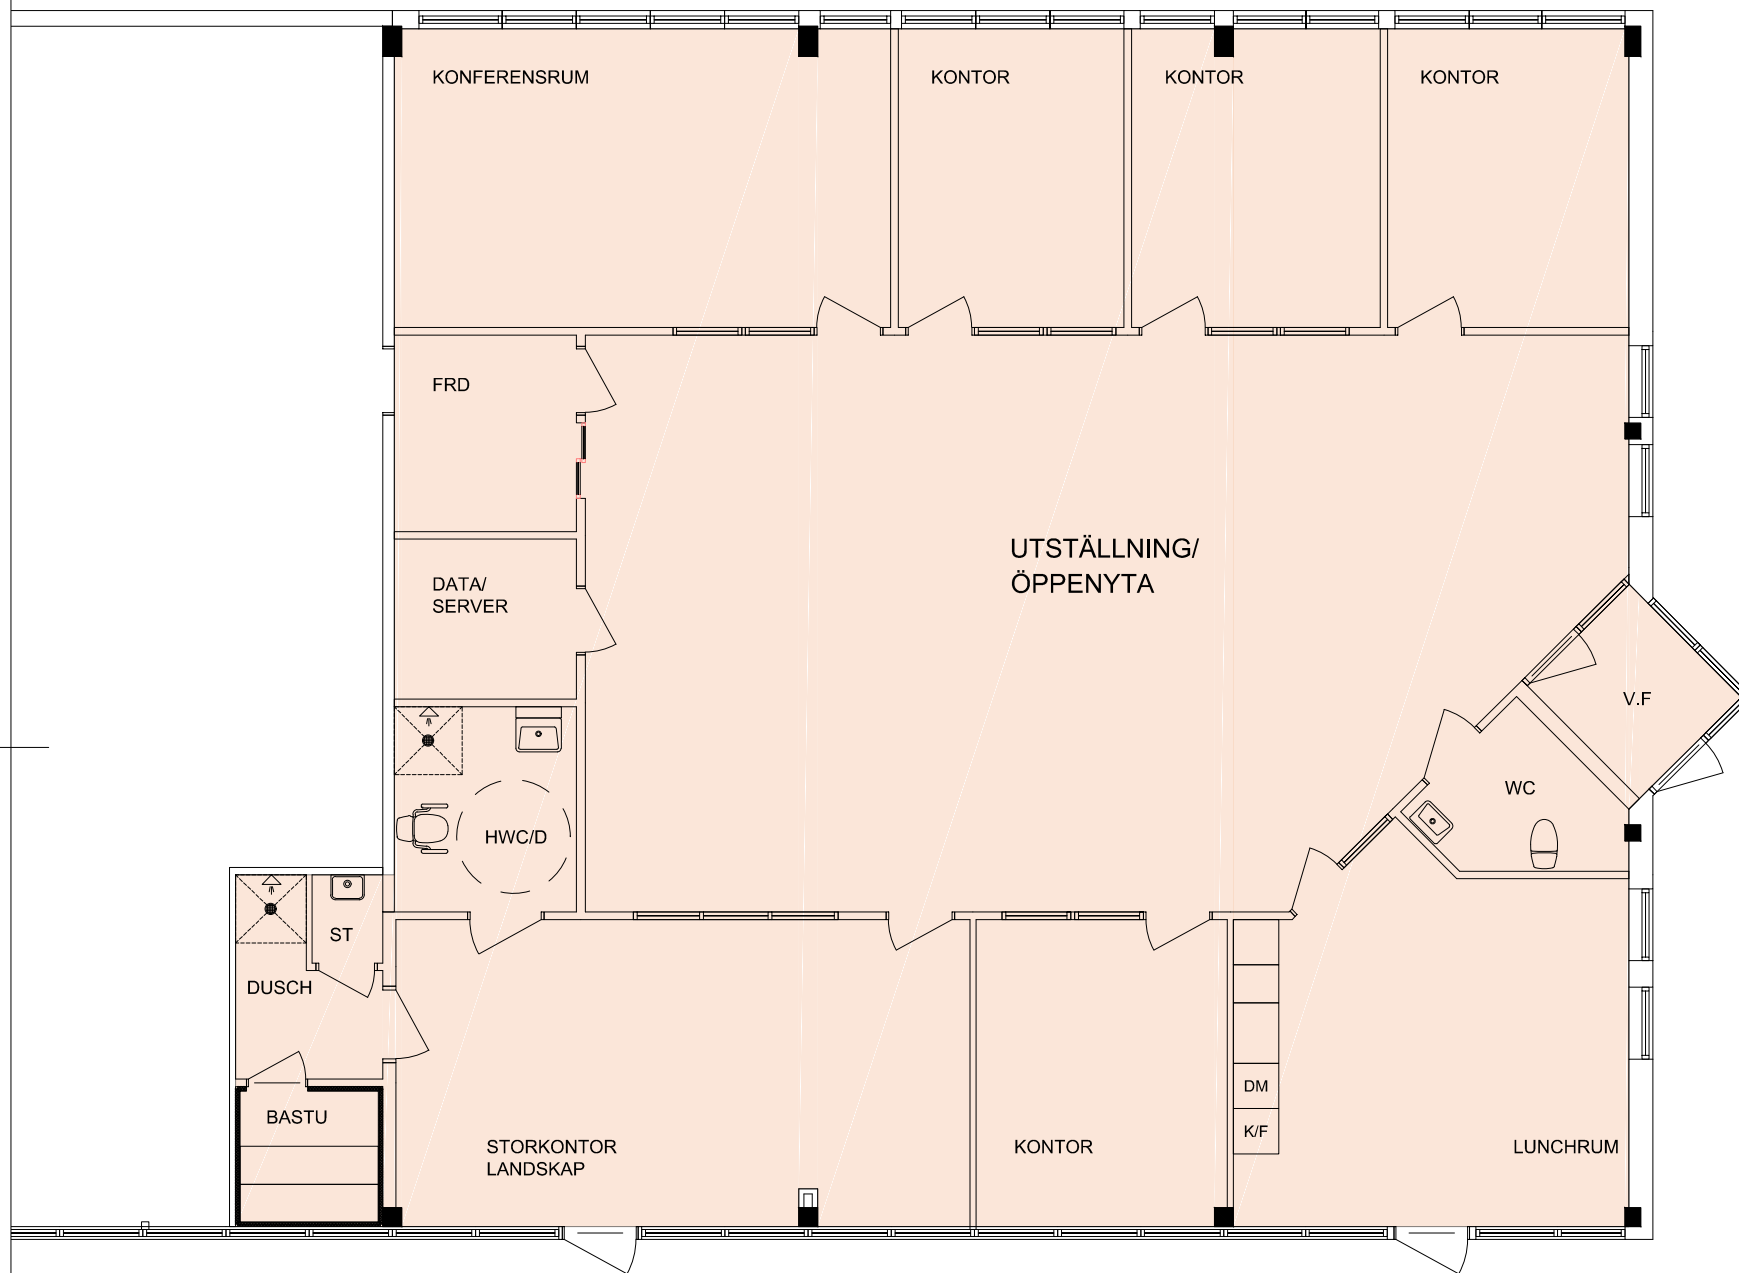 KONFERENSRUM
KONTOR
KONTOR
KONTOR
FRD
UTSTÄLLNING/
ÖPPENYTA
DATA/
SERVER
V.F
WC
HWC/D
ST
DUSCH
DM
BASTU
K/F
STORKONTOR
LANDSKAP
KONTOR
LUNCHRUM